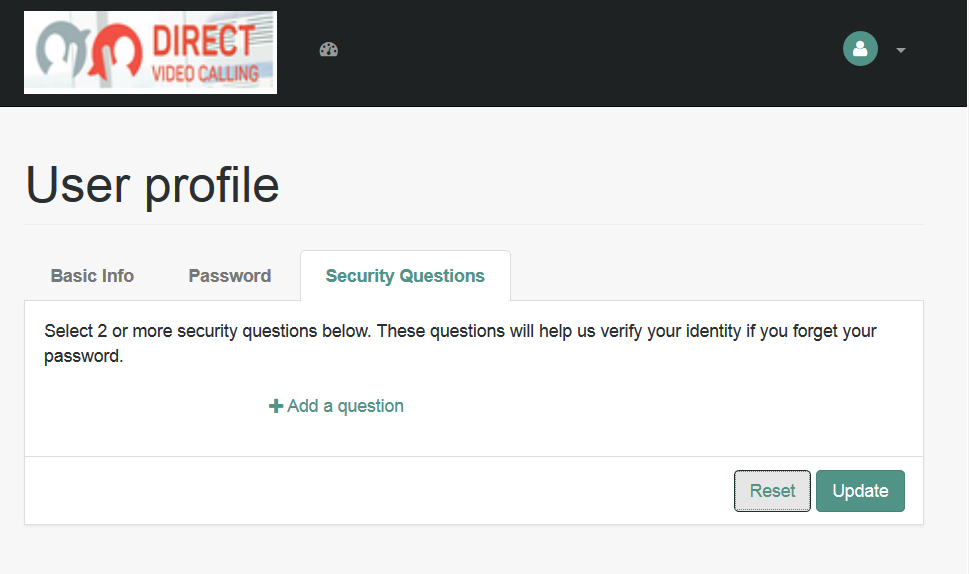 DIRECT
VIDEO CALLING
User profile
Basic Info
Password
Security Questions
Select 2 or more security questions below. These questions will help us verify your identity if you forget your
password.
Add a question
Reset
Update